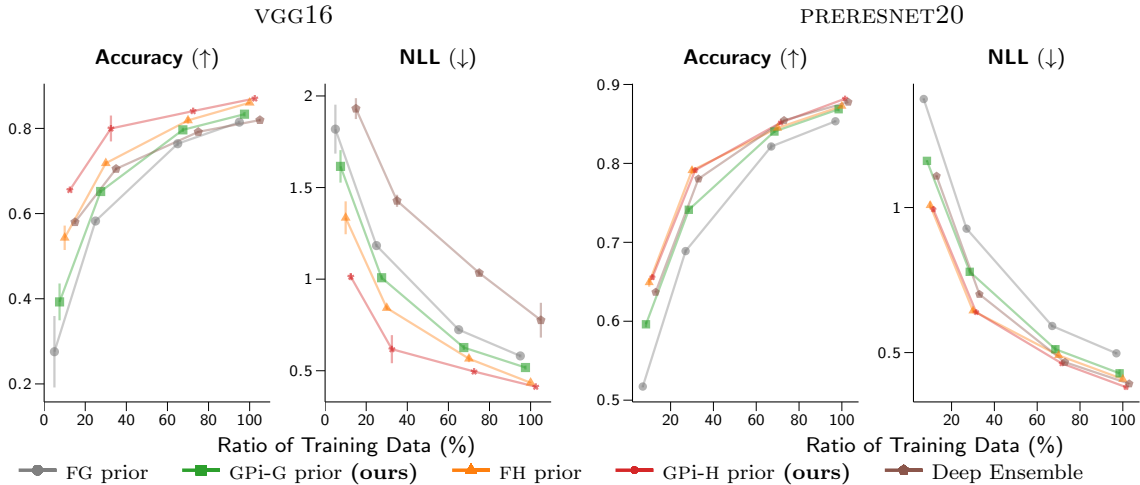 VGG16 PRERESNET20
Accuracy (↑) NLL (↓) Accuracy (↑) NLL (↓)
0.8
0.6
0.4
0.2
0 20 40 60 80 100
2
1.5
1
0.5
20 40 60 80 100
0.9
0.8
0.7
0.6
0.5
20 40 60 80 100
1
0.5
20 40 60 80 100
Ratio of Training Data (%) Ratio of Training Data (%)
FG prior GPi-G prior (ours) FH prior GPi-H prior (ours) Deep Ensemble